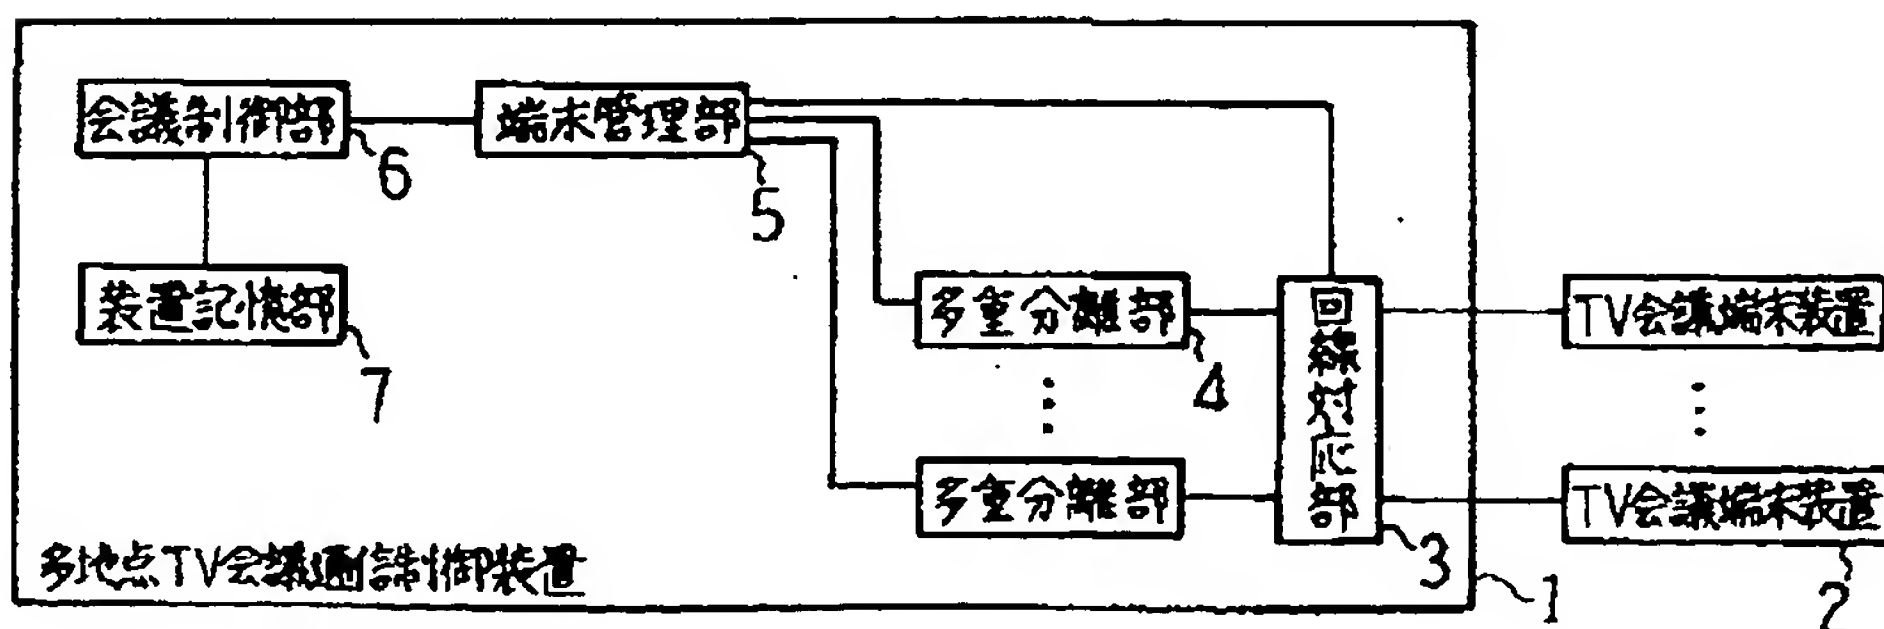 会議制御部
6
端末管理部
5
装置記憶部
7
多重分離部
4
多重分離部
回線対応部
3
TV会議端末装置
TV会議端末装置
2
多地点TV会議通信制御装置
1